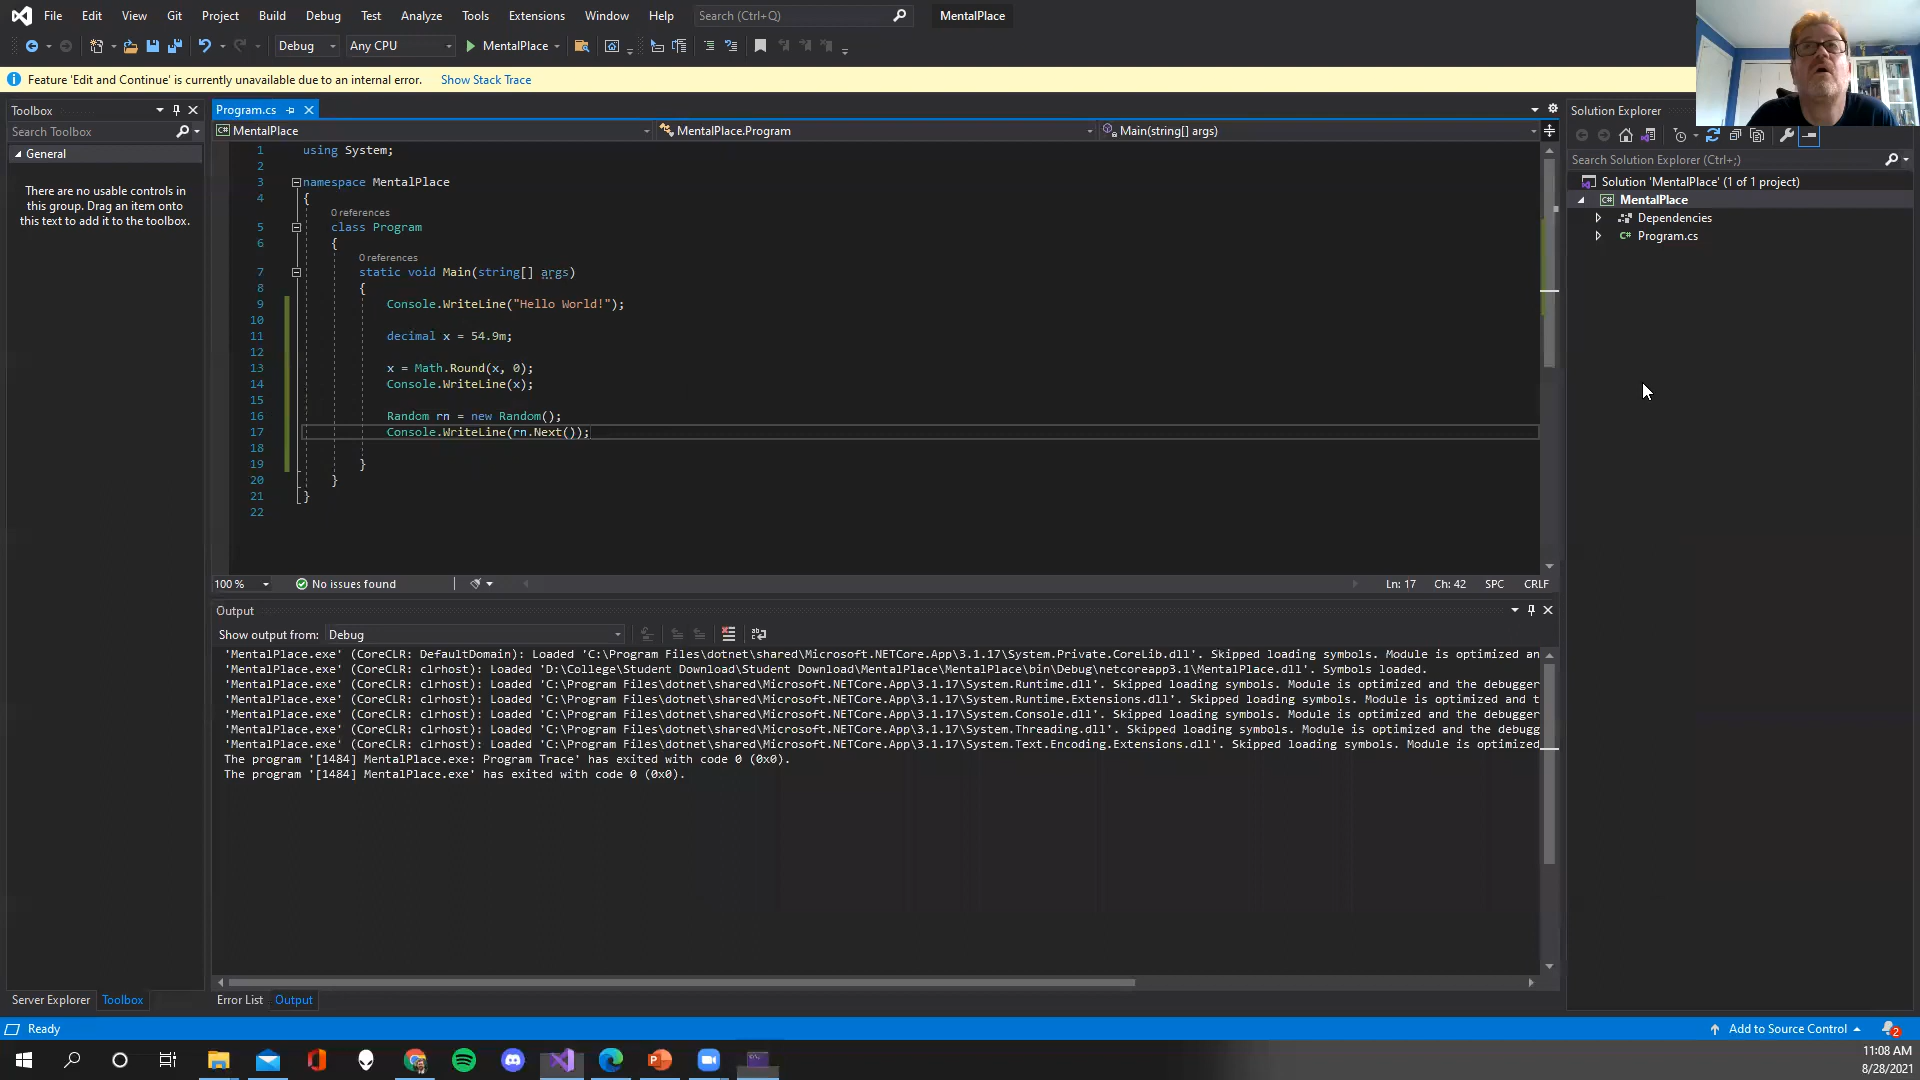 File Edit View Git Project Build Debug Test Analyze Tools Extensions Window Help Search (Ctrl+Q) MentalPlace
Debug Any CPU MentalPlace
Feature 'Edit and Continue' is currently unavailable due to an internal error. Show Stack Trace
Toolbox
Search Toolbox
General
There are no usable controls in
this group. Drag an item onto
this text to add it to the toolbox.
Program.cs
MentalPlace MentalPlace.Program Main(string[] args)
1 using System;
2
3 namespace MentalPlace
4 {
0 references
5 class Program
6 {
0 references
7 static void Main(string[] args)
8 {
9 Console.WriteLine("Hello World!");
10
11 decimal x = 54.9m;
12
13 x = Math.Round(x, 0);
14 Console.WriteLine(x);
15
16 Random rn = new Random();
17 Console.WriteLine(rn.Next());
18
19 }
20 }
21 }
22
100 % No issues found Ln: 17 Ch: 42 SPC CRLF
Output
Show output from: Debug
'MentalPlace.exe' (CoreCLR: DefaultDomain): Loaded 'C:\Program Files\dotnet\shared\Microsoft.NETCore.App\3.1.17\System.Private.CoreLib.dll'. Skipped loading symbols. Module is optimized an
'MentalPlace.exe' (CoreCLR: clrhost): Loaded 'D:\College\Student Download\Student Download\MentalPlace\MentalPlace\bin\Debug\netcoreapp3.1\MentalPlace.dll'. Symbols loaded.
'MentalPlace.exe' (CoreCLR: clrhost): Loaded 'C:\Program Files\dotnet\shared\Microsoft.NETCore.App\3.1.17\System.Runtime.dll'. Skipped loading symbols. Module is optimized and the debugger
'MentalPlace.exe' (CoreCLR: clrhost): Loaded 'C:\Program Files\dotnet\shared\Microsoft.NETCore.App\3.1.17\System.Runtime.Extensions.dll'. Skipped loading symbols. Module is optimized and t
'MentalPlace.exe' (CoreCLR: clrhost): Loaded 'C:\Program Files\dotnet\shared\Microsoft.NETCore.App\3.1.17\System.Console.dll'. Skipped loading symbols. Module is optimized and the debugger
'MentalPlace.exe' (CoreCLR: clrhost): Loaded 'C:\Program Files\dotnet\shared\Microsoft.NETCore.App\3.1.17\System.Threading.dll'. Skipped loading symbols. Module is optimized and the debugg
'MentalPlace.exe' (CoreCLR: clrhost): Loaded 'C:\Program Files\dotnet\shared\Microsoft.NETCore.App\3.1.17\System.Text.Encoding.Extensions.dll'. Skipped loading symbols. Module is optimized
The program '[1484] MentalPlace.exe: Program Trace' has exited with code 0 (0x0).
The program '[1484] MentalPlace.exe' has exited with code 0 (0x0).
Server Explorer Toolbox Error List Output
Solution Explorer
Search Solution Explorer (Ctrl+;)
Solution 'MentalPlace' (1 of 1 project)
MentalPlace
Dependencies
Program.cs
Ready Add to Source Control 2
11:08 AM
8/28/2021